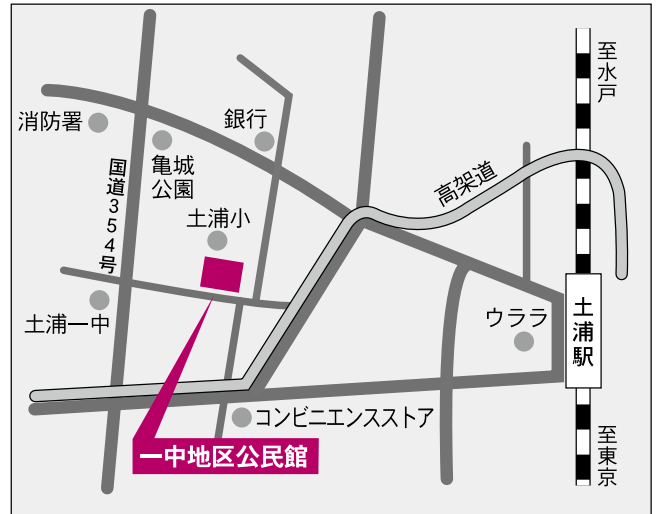 至水戸
消防署
銀行
亀城
公園
国道354号
高架道
土浦小
土浦一中
ウララ
土浦駅
コンビニエンスストア
一中地区公民館
至東京